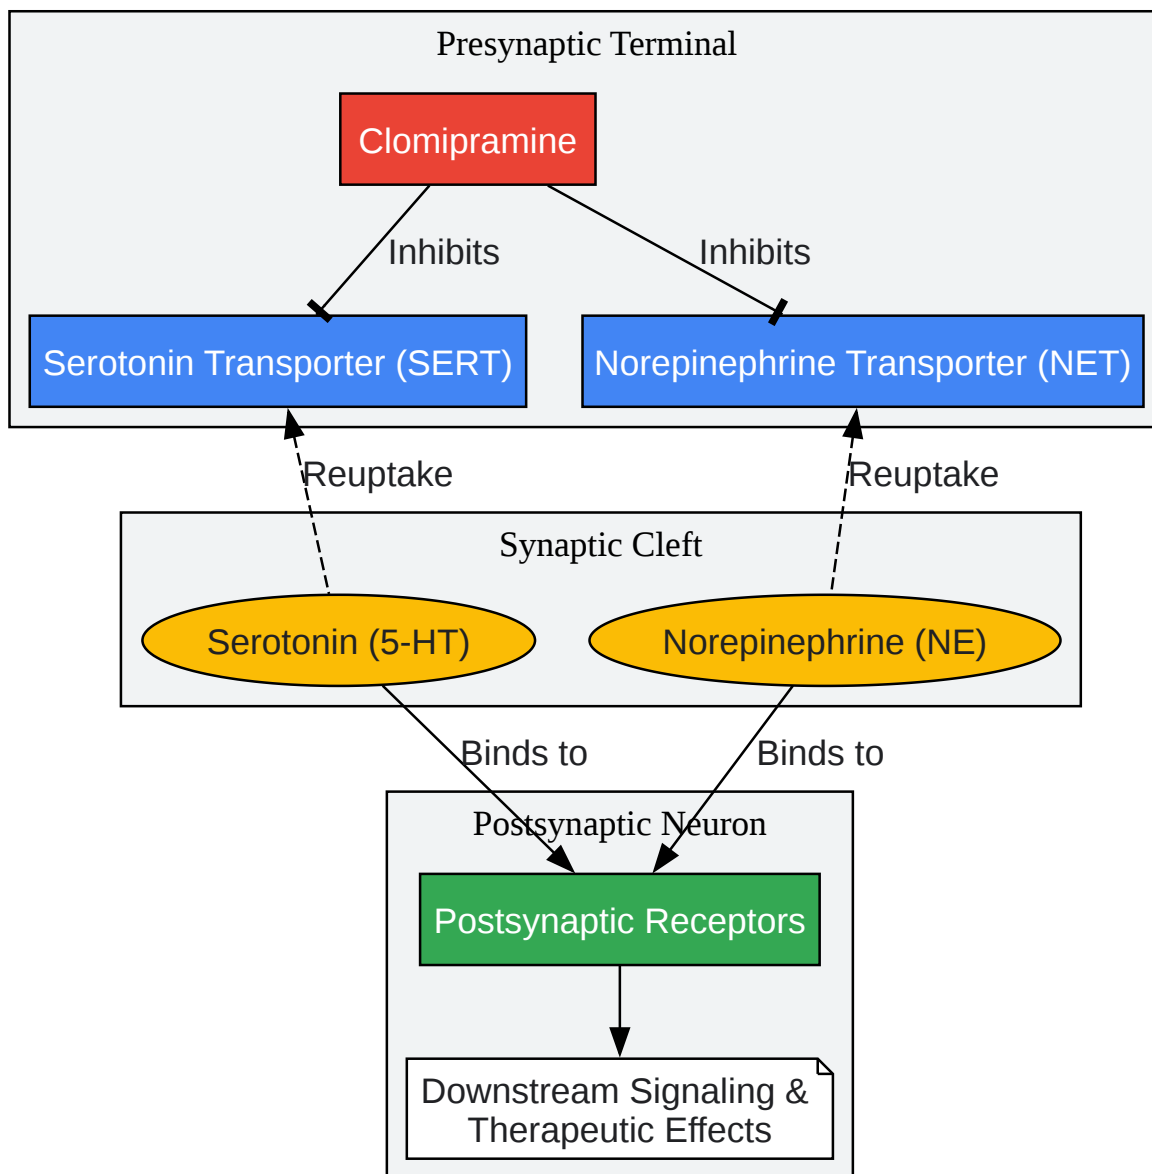 Presynaptic Terminal
Clomipramine
Inhibits
Inhibits
Serotonin Transporter (SERT)
Norepinephrine Transporter (NET)
Reuptake
Reuptake
Synaptic Cleft
Serotonin (5-HT)
Norepinephrine (NE)
Binds to
Binds to
Postsynaptic Neuron
Postsynaptic Receptors
Downstream Signaling &
Therapeutic Effects